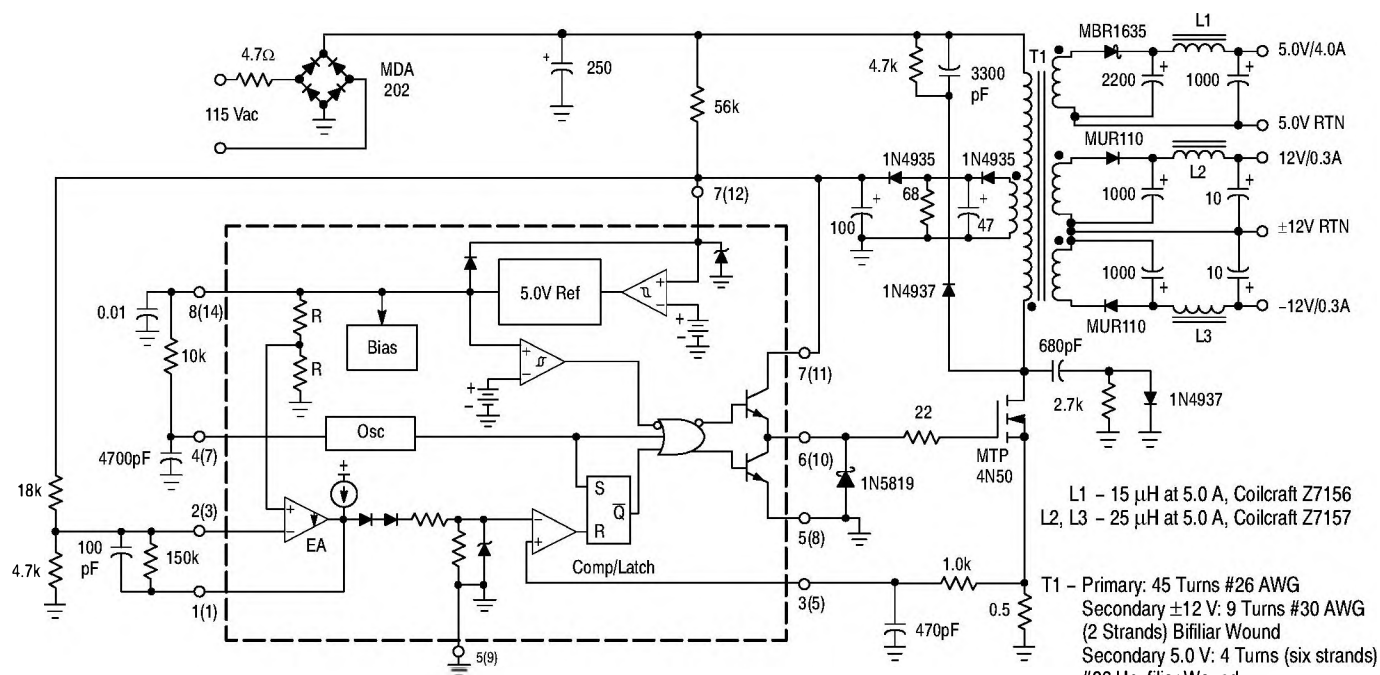 4.7Ω
MDA
202
115 Vac
+
250
56k
4.7k
3300
pF
T1
MBR1635
L1
5.0V/4.0A
2200
+
1000
+
5.0V RTN
MUR110
12V/0.3A
L2
1000
+
10
+
±12V RTN
1000
+
10
+
MUR110
L3
–12V/0.3A
1N4935
1N4935
68
+
100
+
47
7(12)
1N4937
0.01
8(14)
5.0V Ref
+
–
+
–
R
Bias
10k
R
+
–
+
–
7(11)
680pF
2.7k
1N4937
4(7)
Osc
4700pF
22
6(10)
MTP
4N50
1N5819
18k
+
S
Q
R
2(3)
+
–
EA
–
+
5(8)
100
pF
150k
Comp/Latch
1.0k
4.7k
1(1)
3(5)
470pF
0.5
5(9)
L1 – 15 μH at 5.0 A, Coilcraft Z7156
L2, L3 – 25 μH at 5.0 A, Coilcraft Z7157
T1 – Primary: 45 Turns #26 AWG
Secondary ±12 V: 9 Turns #30 AWG
(2 Strands) Bifiliar Wound
Secondary 5.0 V: 4 Turns (six strands)